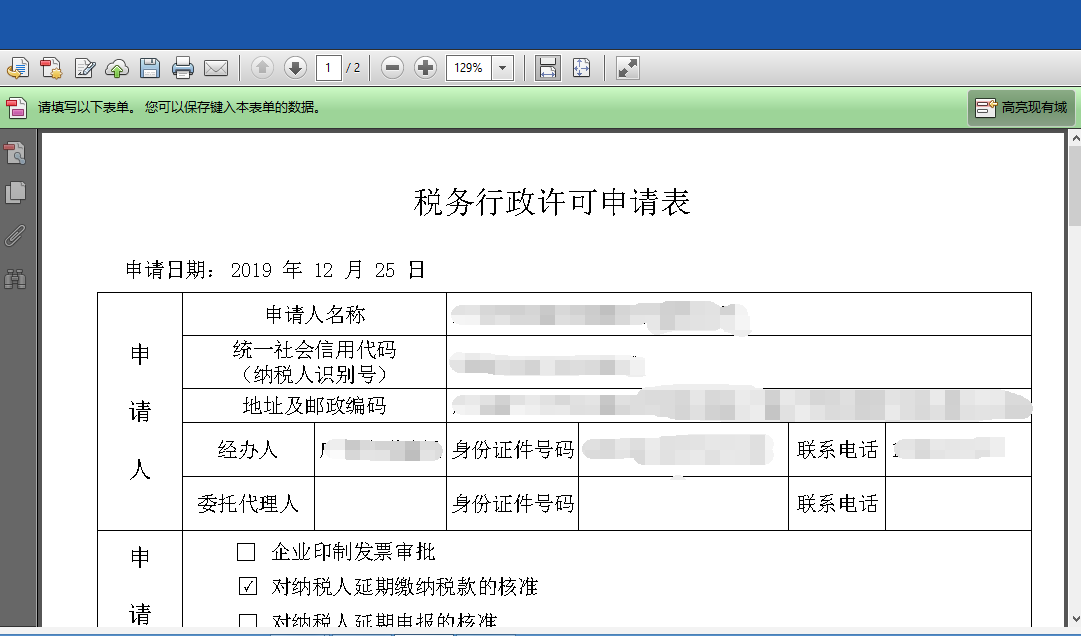 1 / 2
129%
请填写以下表单。 您可以保存键入本表单的数据。
高亮现有域
税务行政许可申请表
申请日期： 2019 年 12 月 25 日
申请人
申请人名称
统一社会信用代码
（纳税人识别号）
地址及邮政编码
经办人 身份证件号码 联系电话
委托代理人 身份证件号码 联系电话
申请
☐ 企业印制发票审批
☑ 对纳税人延期缴纳税款的核准
☐ 对纳税人延期申报的核准